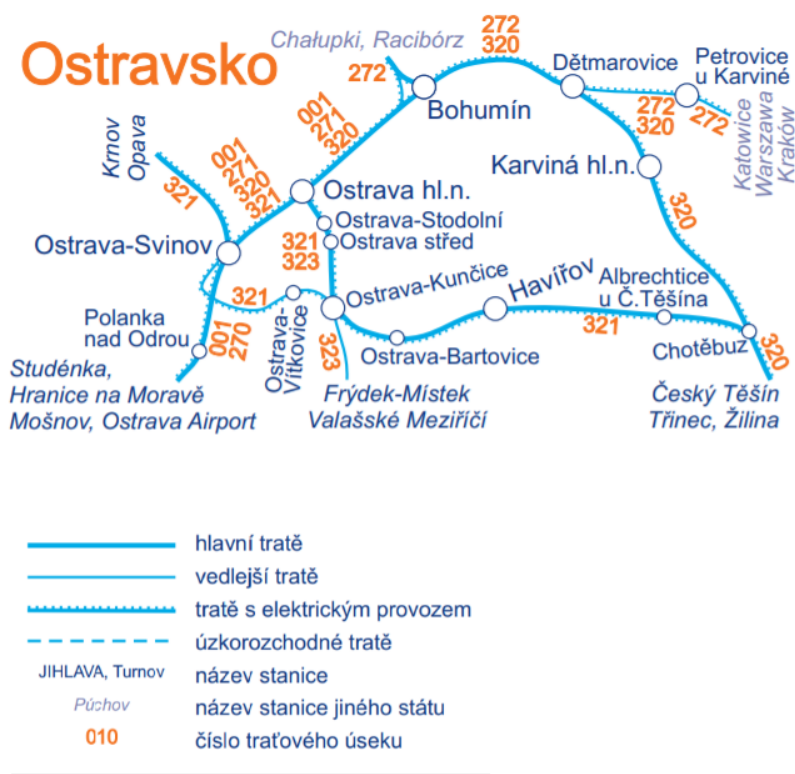 Ostravsko
Chałupki, Racibórz
272
272
320
Dětmarovice
Petrovice
u Karviné
Bohumín
272
320
272
Katowice
Warszawa
Kraków
001
271
320
Krnov
Opava
321
001
271
320
321
Karviná hl.n.
Ostrava hl.n.
320
Ostrava-Stodolní
Ostrava střed
321
323
Ostrava-Svinov
321
Ostrava-Kunčice
Havířov
Albrechtice
u Č.Těšína
Polanka
nad Odrou
001
270
Ostrava-
Vítkovice
323
321
Ostrava-Bartovice
Chotěbuz
320
Studénka,
Hranice na Moravě
Mošnov, Ostrava Airport
Frýdek-Místek
Valašské Meziříčí
Český Těšín
Třinec, Žilina
hlavní tratě
vedlejší tratě
tratě s elektrickým provozem
úzkorozchodné tratě
JIHLAVA, Turnov název stanice
Púchov název stanice jiného státu
010 číslo traťového úseku